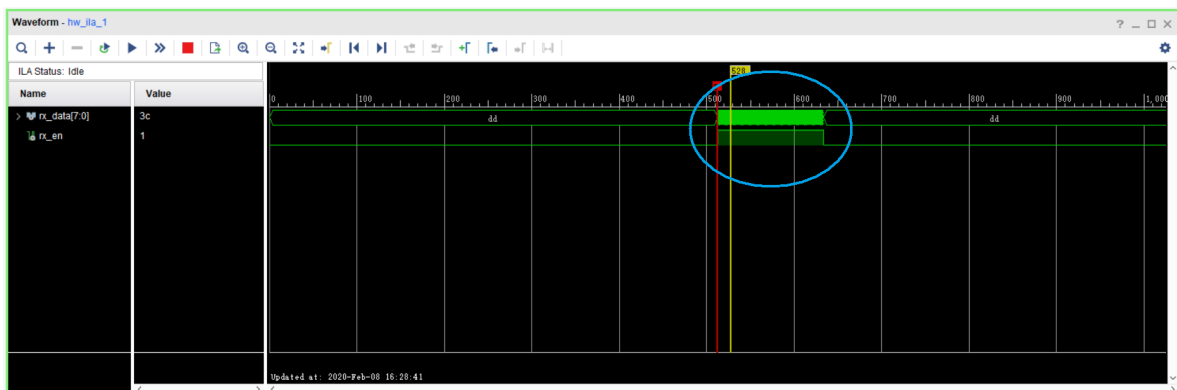 Waveform - hw_ila_1
ILA Status: Idle
Name Value
528
0 100 200 300 400 500 600 700 800 900 1,000
rx_data[7:0] 3c dd dd
rx_en 1
Updated at: 2020-Feb-08 16:28:41